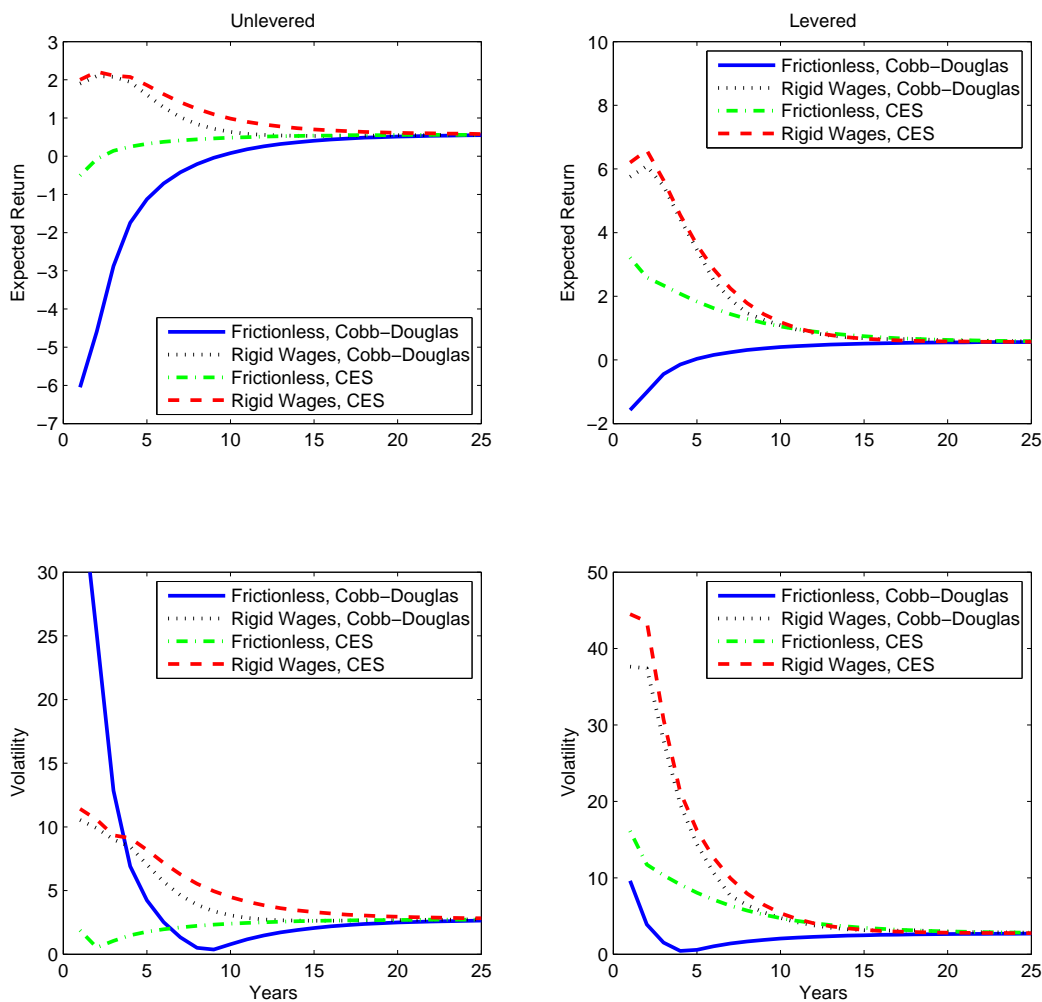 Unlevered
3
2
1
0
−1
−2
−3
−4
−5
−6
−7
0
5
10
15
20
25
Expected Return
Frictionless, Cobb−Douglas
Rigid Wages, Cobb−Douglas
Frictionless, CES
Rigid Wages, CES
Levered
10
8
6
4
2
0
−2
0
5
10
15
20
25
Expected Return
Frictionless, Cobb−Douglas
Rigid Wages, Cobb−Douglas
Frictionless, CES
Rigid Wages, CES
30
25
20
15
10
5
0
0
5
10
15
20
25
Volatility
Years
Frictionless, Cobb−Douglas
Rigid Wages, Cobb−Douglas
Frictionless, CES
Rigid Wages, CES
50
40
30
20
10
0
0
5
10
15
20
25
Volatility
Years
Frictionless, Cobb−Douglas
Rigid Wages, Cobb−Douglas
Frictionless, CES
Rigid Wages, CES